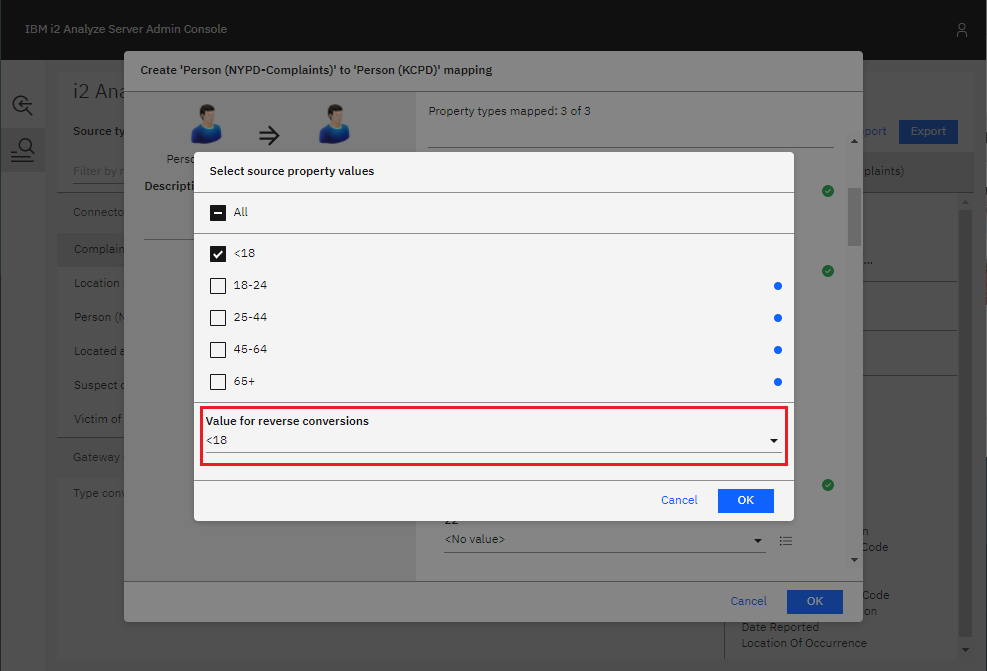 IBM i2 Analyze Server Admin Console
Create 'Person (NYPD-Complaints)' to 'Person (KCPD)' mapping
i2 Ana
Property types mapped: 3 of 3
Source ty
port
Export
Filter by
Descripti
plaints)
Select source property values
All
<18
18-24
25-44
45-64
65+
Value for reverse conversions
<18
Cancel
OK
Connecto
Complain
Location
Person (N
Located a
Suspect
Victim of
Gateway
Type conv
<No value>
Code
Cancel
OK
Code
on
Date Reported
Location Of Occurrence